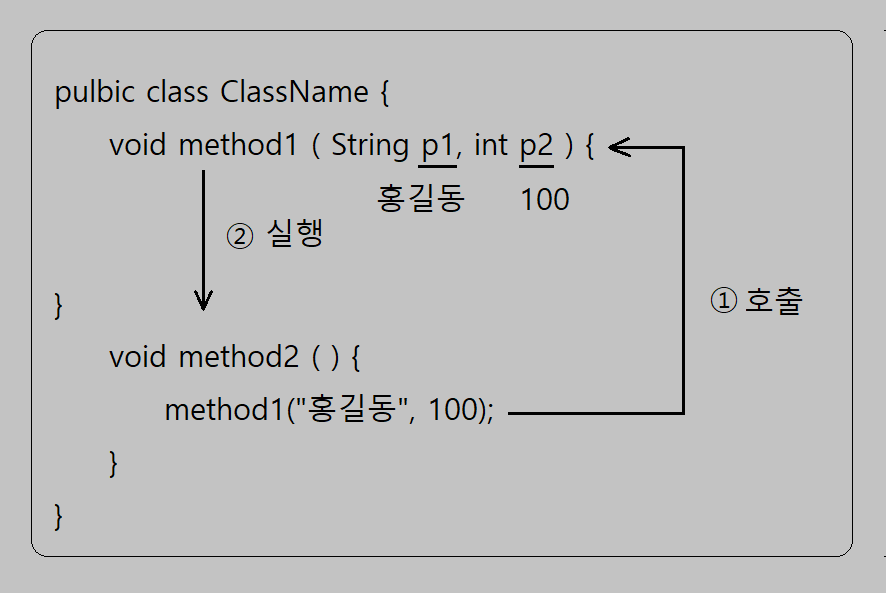 pulbic class ClassName {
void method1 ( String p1, int p2 ) {
홍길동 100
② 실행
}
① 호출
void method2 ( ) {
method1("홍길동", 100);
}
}